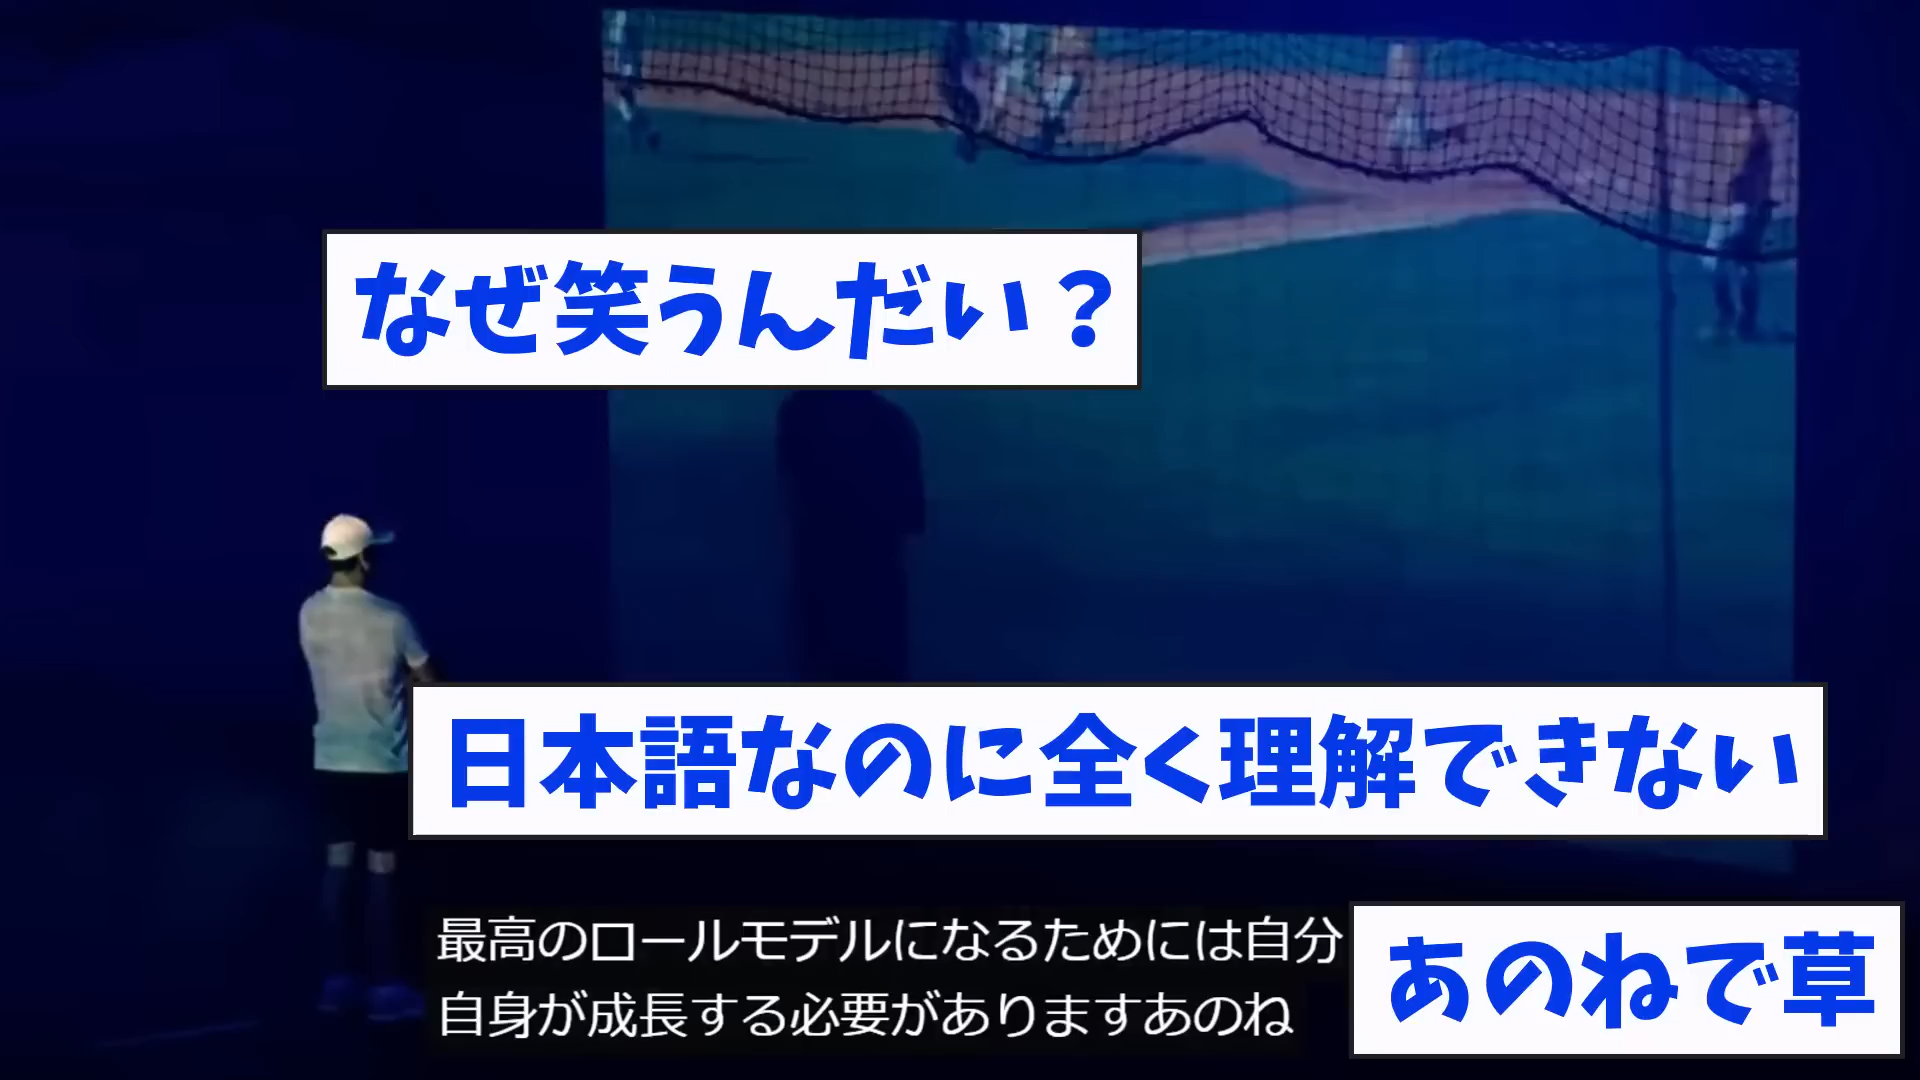 なぜ笑うんだい？
日本語なのに全く理解できない
最高のロールモデルになるためには自分
自身が成長する必要がありますあのね
あのねで草